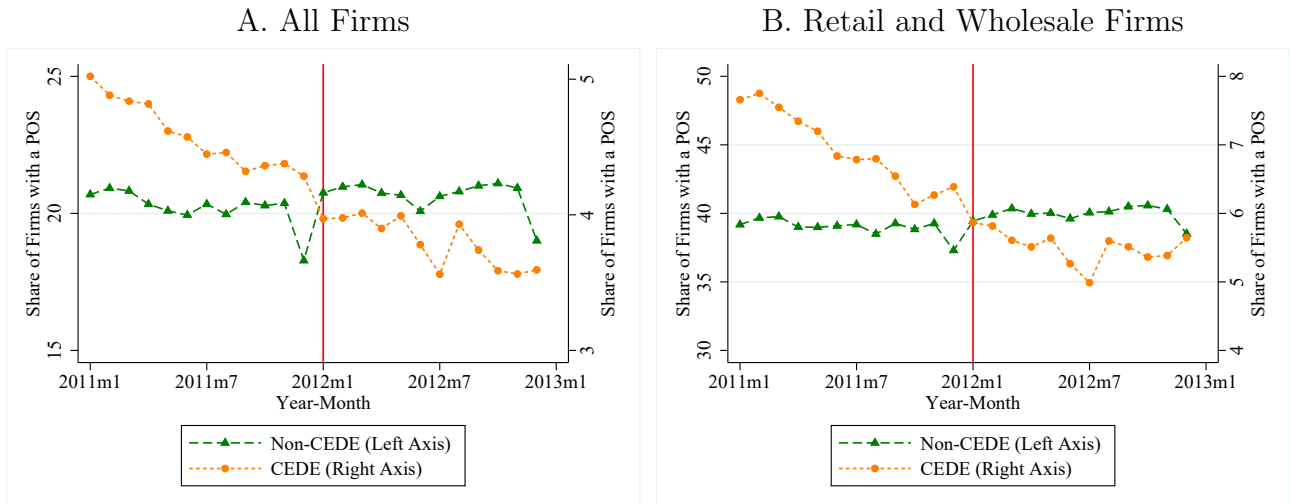 A. All Firms
Share of Firms with a POS
25
20
15
5
4
3
Share of Firms with a POS
2011m1 2011m7 2012m1 2012m7 2013m1
Year-Month
Non-CEDE (Left Axis)
CEDE (Right Axis)
B. Retail and Wholesale Firms
Share of Firms with a POS
50
45
40
35
30
8
7
6
5
4
Share of Firms with a POS
2011m1 2011m7 2012m1 2012m7 2013m1
Year-Month
Non-CEDE (Left Axis)
CEDE (Right Axis)